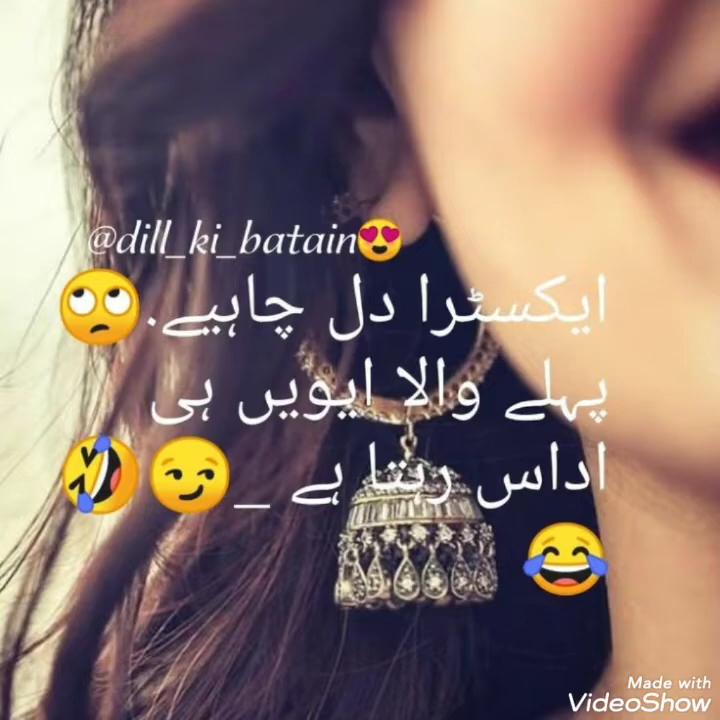 @dill_ki_batain😍
ایکسٹرا دل چاہیے.🙄
پہلے والا ایویں ہی
اداس رہتا ہے _😏🤣
😂
Made with
VideoShow